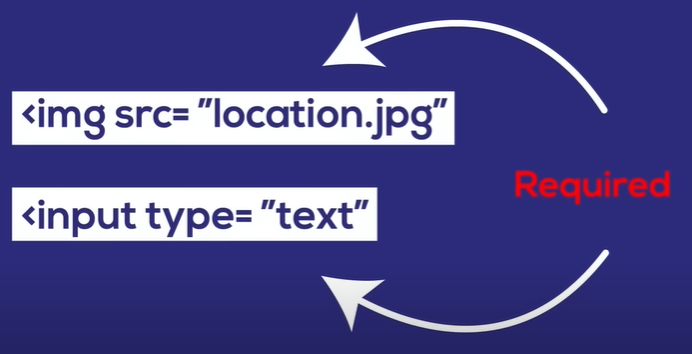 <img src= ”location.jpg”
Required
<input type= ”text”